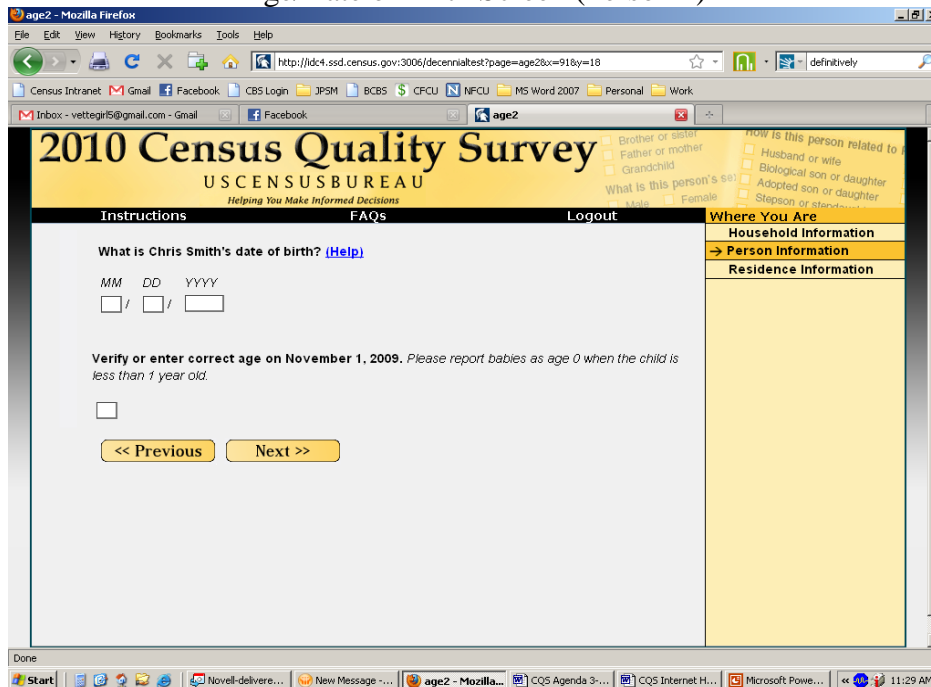 age2 - Mozilla Firefox
File Edit View History Bookmarks Tools Help
http://idc4.ssd.census.gov:3006/decennialtest?page=age2&x=91&y=18
definitively
Census Intranet Gmail Facebook CBS Login JPSM BCBS CFCU NFCU MS Word 2007 Personal Work
Inbox - vettegirl5@gmail.com - Gmail Facebook age2
2010 Census Quality Survey
USCENSUSBUREAU
Helping You Make Informed Decisions
Brother or sister
Father or mother
Grandchild
What is this person's sex
Male Female
How is this person related to
Husband or wife
Biological son or daughter
Adopted son or daughter
Stepson or stepdaughter
Instructions FAQs Logout
Where You Are
Household Information
→ Person Information
Residence Information
What is Chris Smith's date of birth? (Help)
MM DD YYYY
/ /
Verify or enter correct age on November 1, 2009. Please report babies as age 0 when the child is
less than 1 year old.
<< Previous Next >>
Done
Start Novell-delivere... New Message -... age2 - Mozilla... CQS Agenda 3-... CQS Internet H... Microsoft Powe... « 11:29 AM